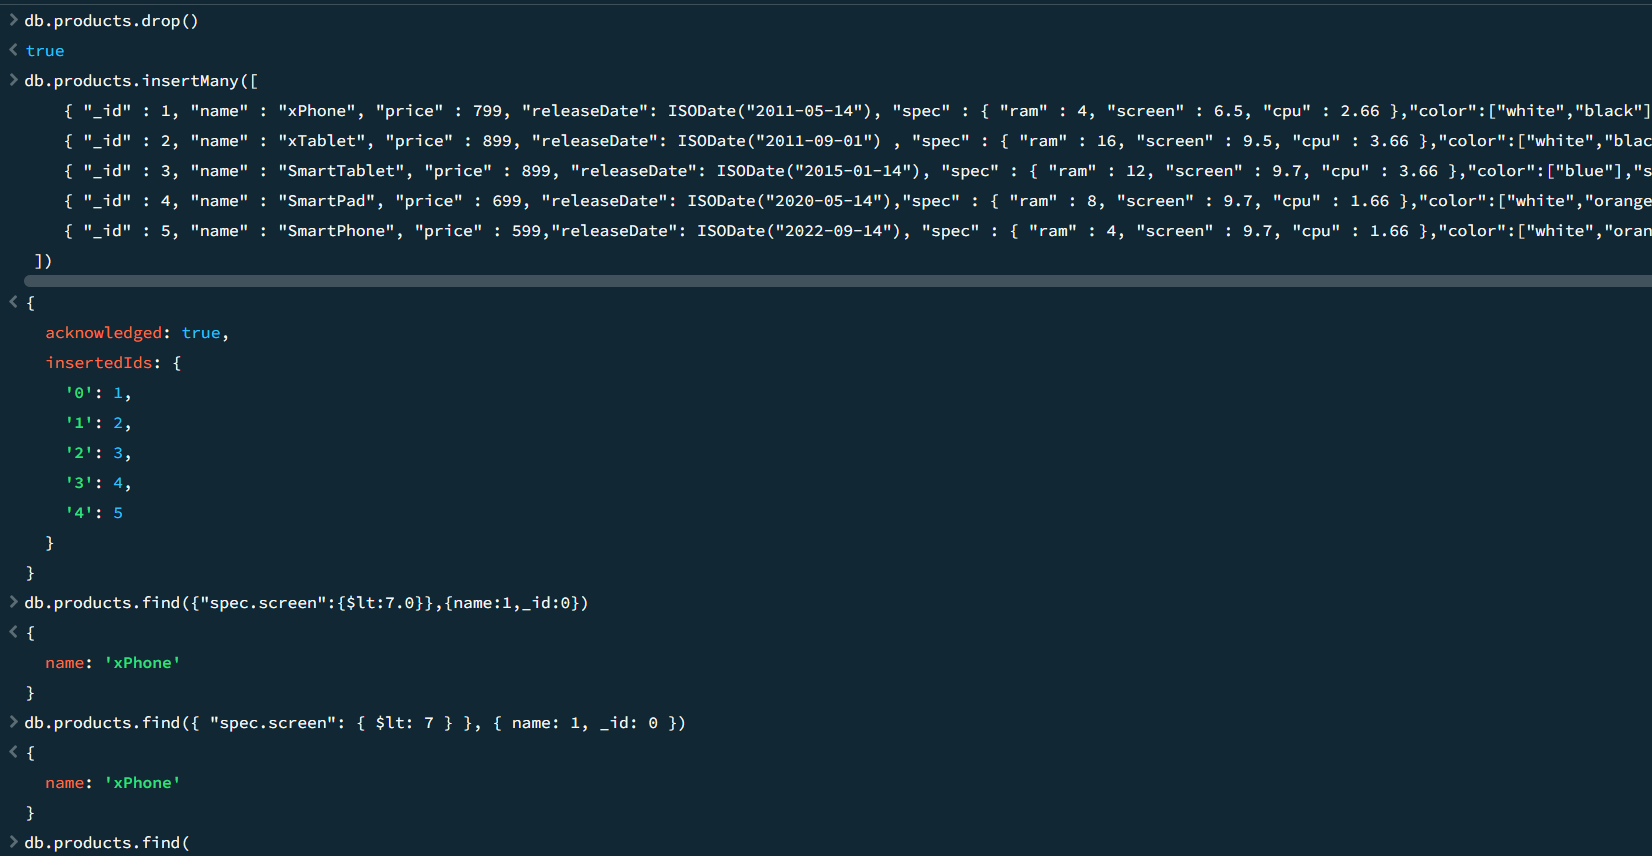 > db.products.drop()
< true
> db.products.insertMany([
{ "_id" : 1, "name" : "xPhone", "price" : 799, "releaseDate": ISODate("2011-05-14"), "spec" : { "ram" : 4, "screen" : 6.5, "cpu" : 2.66 },"color":["white","black"]
{ "_id" : 2, "name" : "xTablet", "price" : 899, "releaseDate": ISODate("2011-09-01") , "spec" : { "ram" : 16, "screen" : 9.5, "cpu" : 3.66 },"color":["white","blac
{ "_id" : 3, "name" : "SmartTablet", "price" : 899, "releaseDate": ISODate("2015-01-14"), "spec" : { "ram" : 12, "screen" : 9.7, "cpu" : 3.66 },"color":["blue"],"s
{ "_id" : 4, "name" : "SmartPad", "price" : 699, "releaseDate": ISODate("2020-05-14"),"spec" : { "ram" : 8, "screen" : 9.7, "cpu" : 1.66 },"color":["white","orange
{ "_id" : 5, "name" : "SmartPhone", "price" : 599,"releaseDate": ISODate("2022-09-14"), "spec" : { "ram" : 4, "screen" : 9.7, "cpu" : 1.66 },"color":["white","oran
])
< {
acknowledged: true,
insertedIds: {
'0': 1,
'1': 2,
'2': 3,
'3': 4,
'4': 5
}
}
> db.products.find({"spec.screen":{$lt:7.0}},{name:1,_id:0})
< {
name: 'xPhone'
}
> db.products.find({ "spec.screen": { $lt: 7 } }, { name: 1, _id: 0 })
< {
name: 'xPhone'
}
> db.products.find(